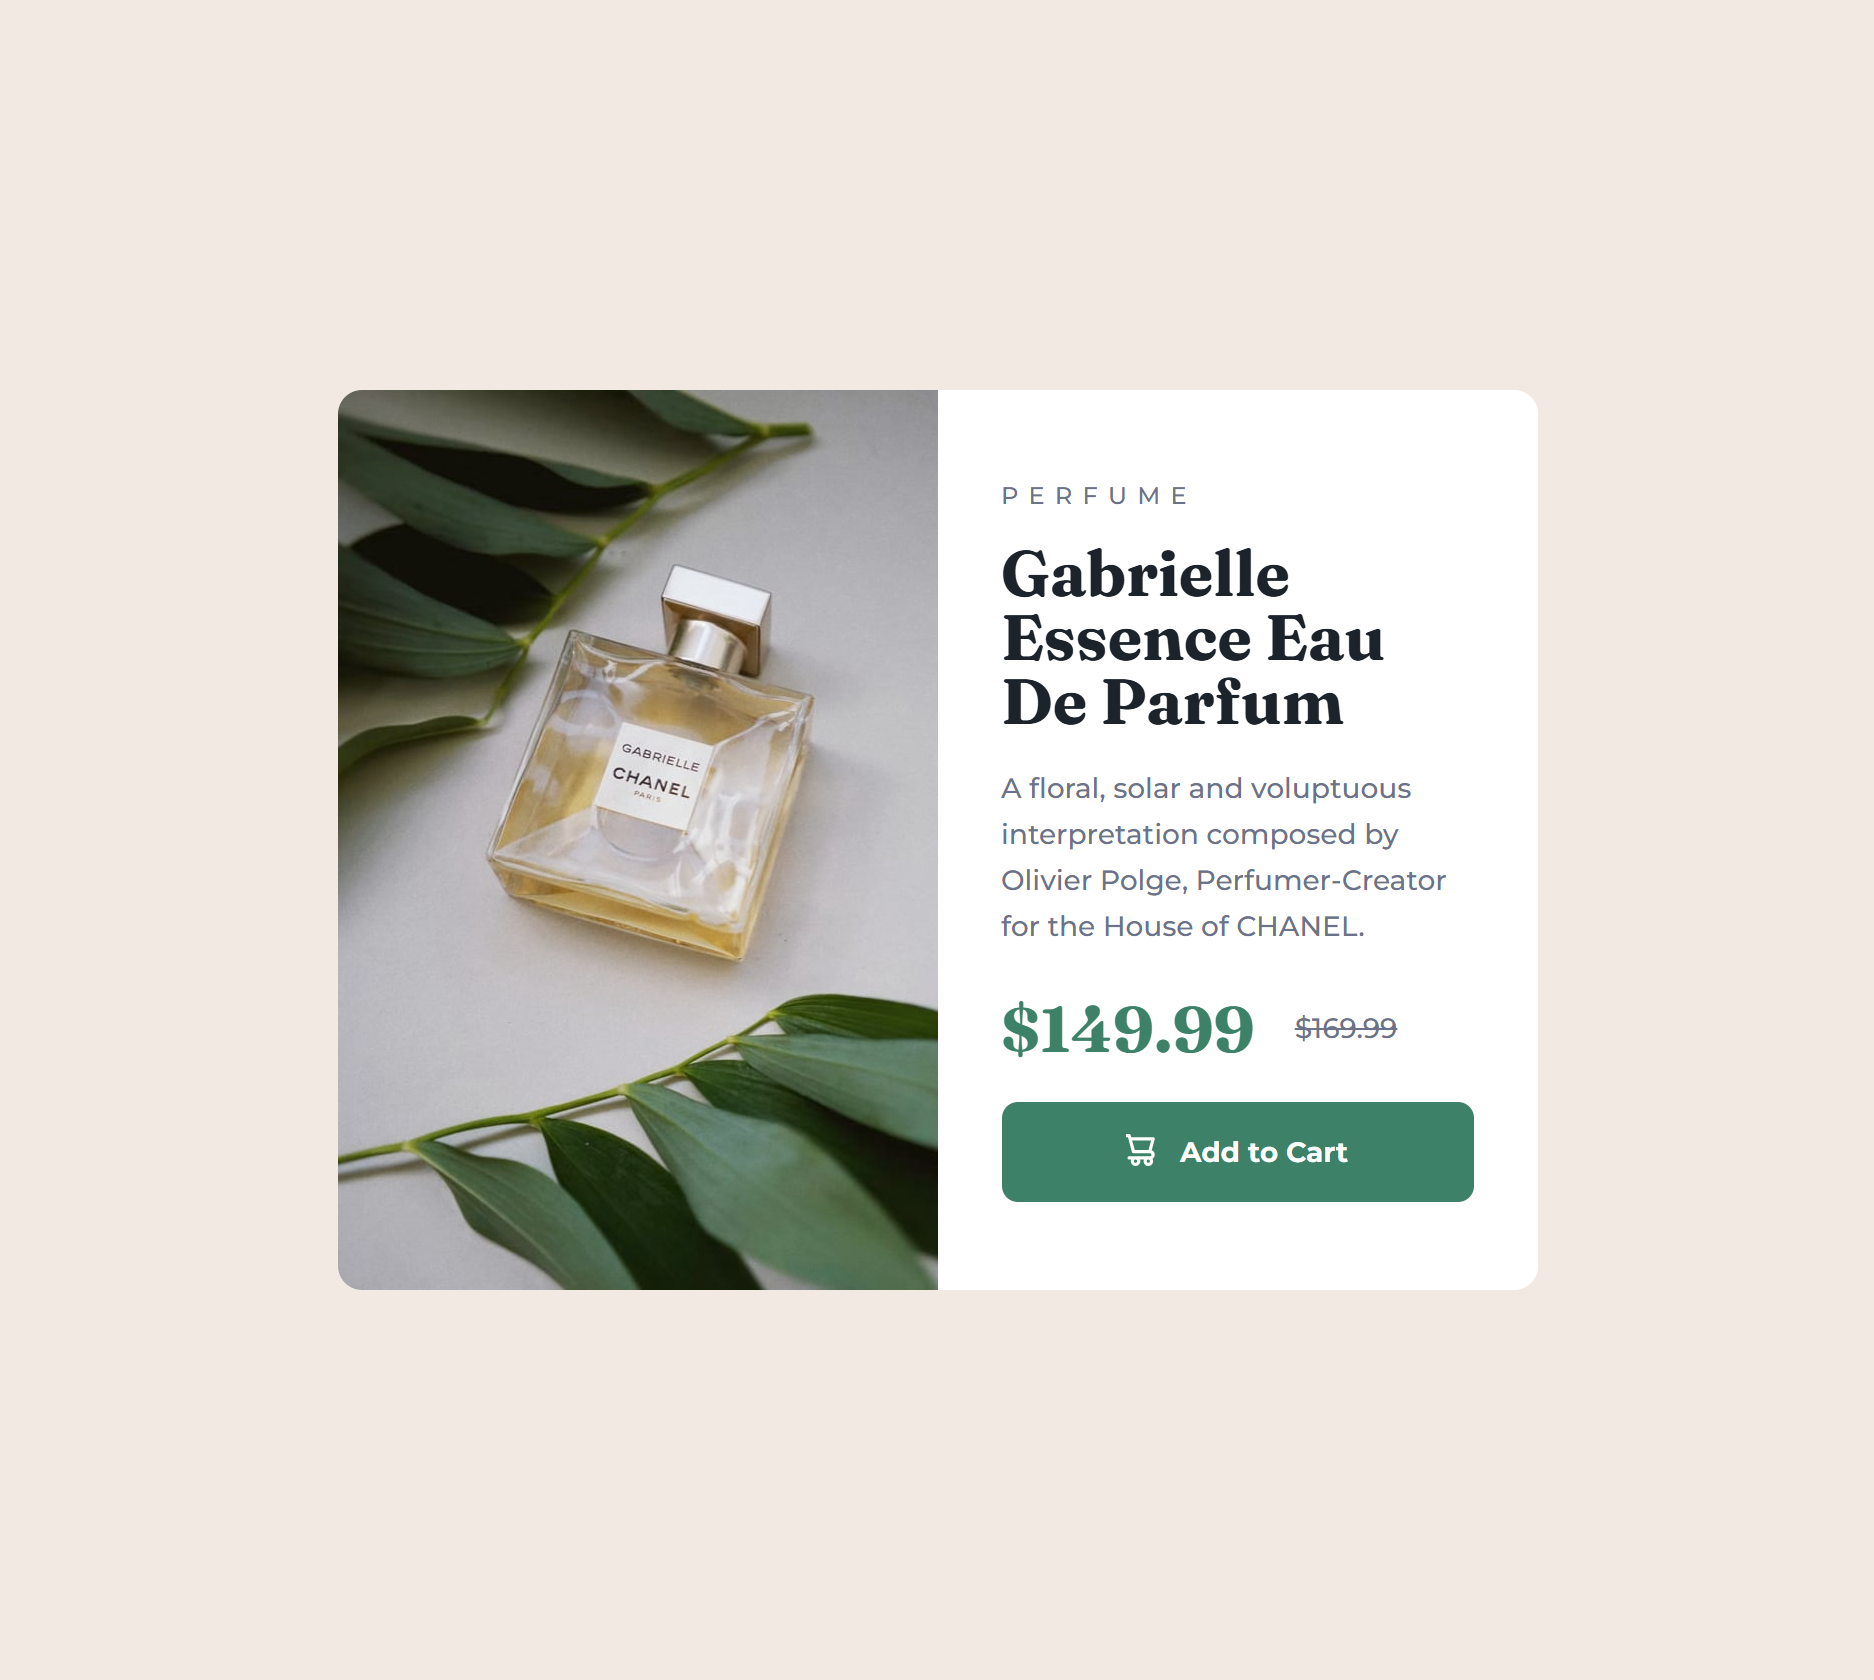 GABRIELLE
CHANEL
PARIS
PERFUME
Gabrielle
Essence Eau
De Parfum
A floral, solar and voluptuous
interpretation composed by
Olivier Polge, Perfumer-Creator
for the House of CHANEL.
$149.99 $169.99
Add to Cart